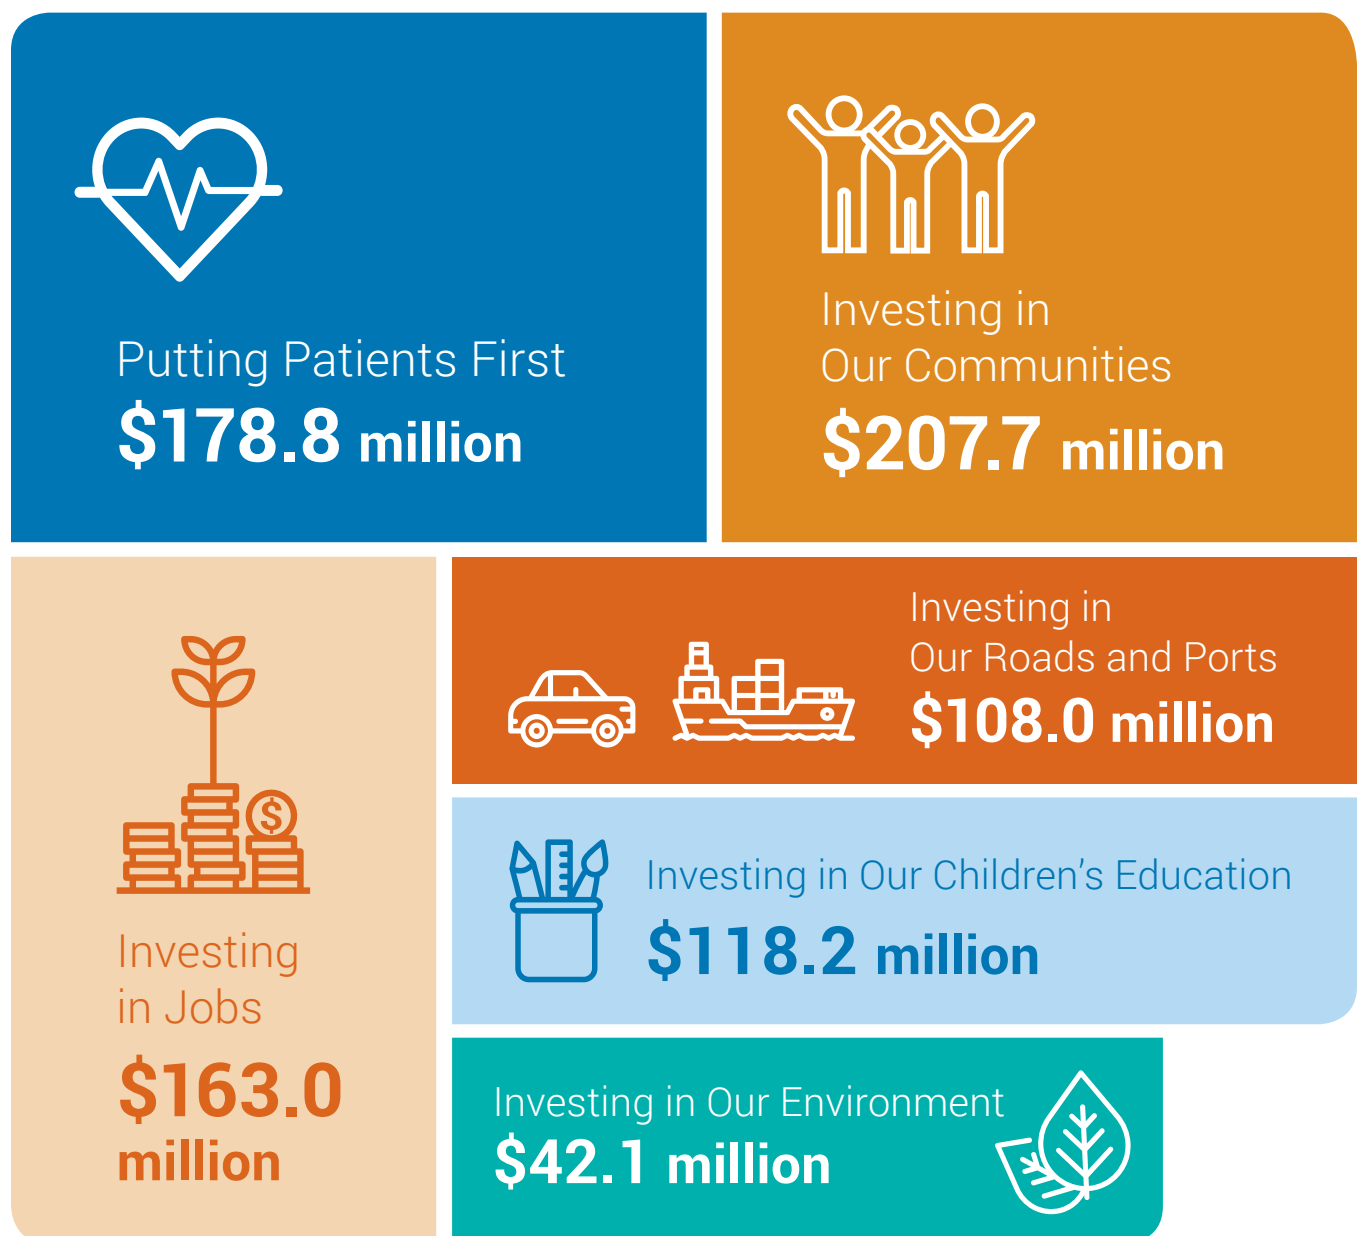 Putting Patients First
$178.8 million
Investing in
Our Communities
$207.7 million
Investing
in Jobs
$163.0
million
Investing in
Our Roads and Ports
$108.0 million
Investing in Our Children's Education
$118.2 million
Investing in Our Environment
$42.1 million